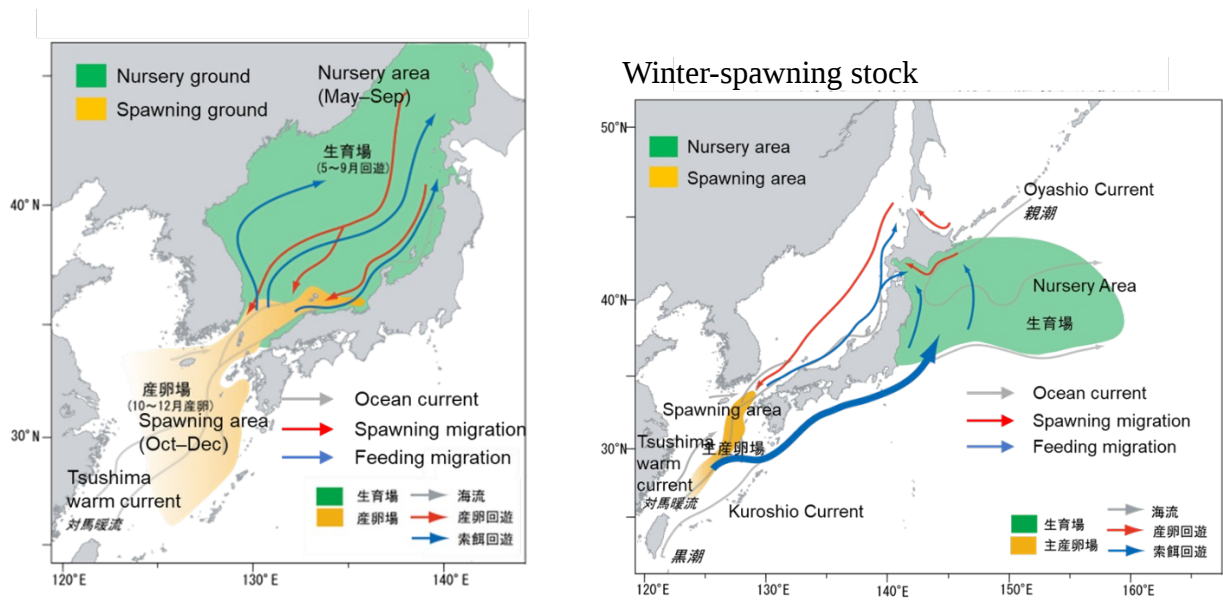 Nursery ground
Spawning ground
Nursery area
(May–Sep)
生育場
(5~9月回遊)
40° N
30° N
産卵場
(10~12月産卵)
Spawning area
(Oct–Dec)
Tsushima
warm current
対馬暖流
Ocean current
Spawning migration
Feeding migration
生育場
海流
産卵場
産卵回遊
索餌回遊
120° E
130° E
140° E
Winter-spawning stock
50°N
Nursery area
Spawning area
Oyashio Current
親潮
40°N
Nursery Area
生育場
Ocean current
Spawning migration
Feeding migration
Spawning area
30°N
Tsushima
warm
current
主産卵場
対馬暖流
Kuroshio Current
黒潮
生育場
海流
主産卵場
産卵回遊
索餌回遊
120°E
130°E
140°E
150°E
160°E